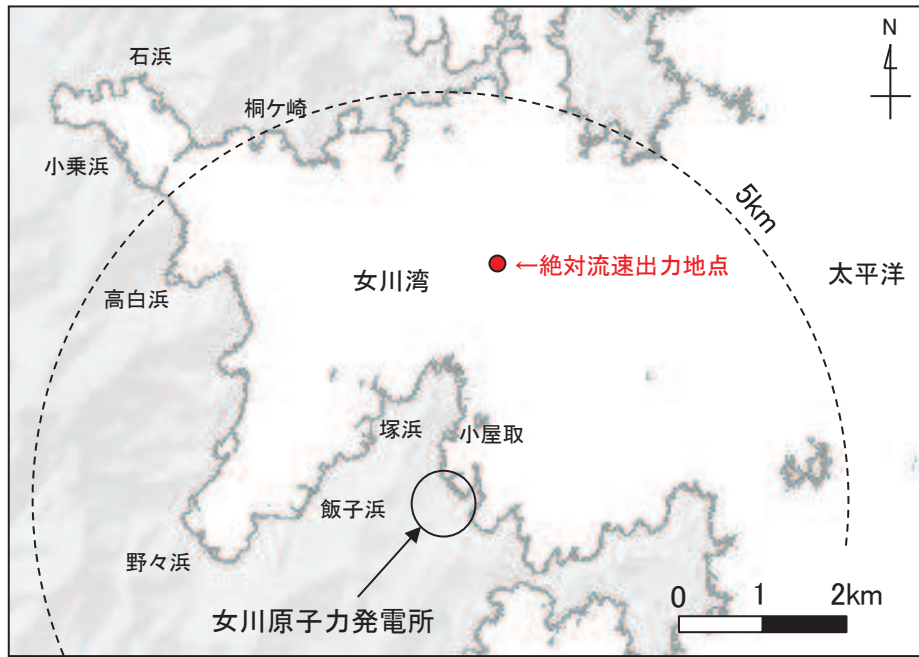 石浜
N
桐ケ崎
小乗浜
5km
←絶対流速出力地点
女川湾
太平洋
高白浜
塚浜
小屋取
飯子浜
野々浜
女川原子力発電所
0 1 2km